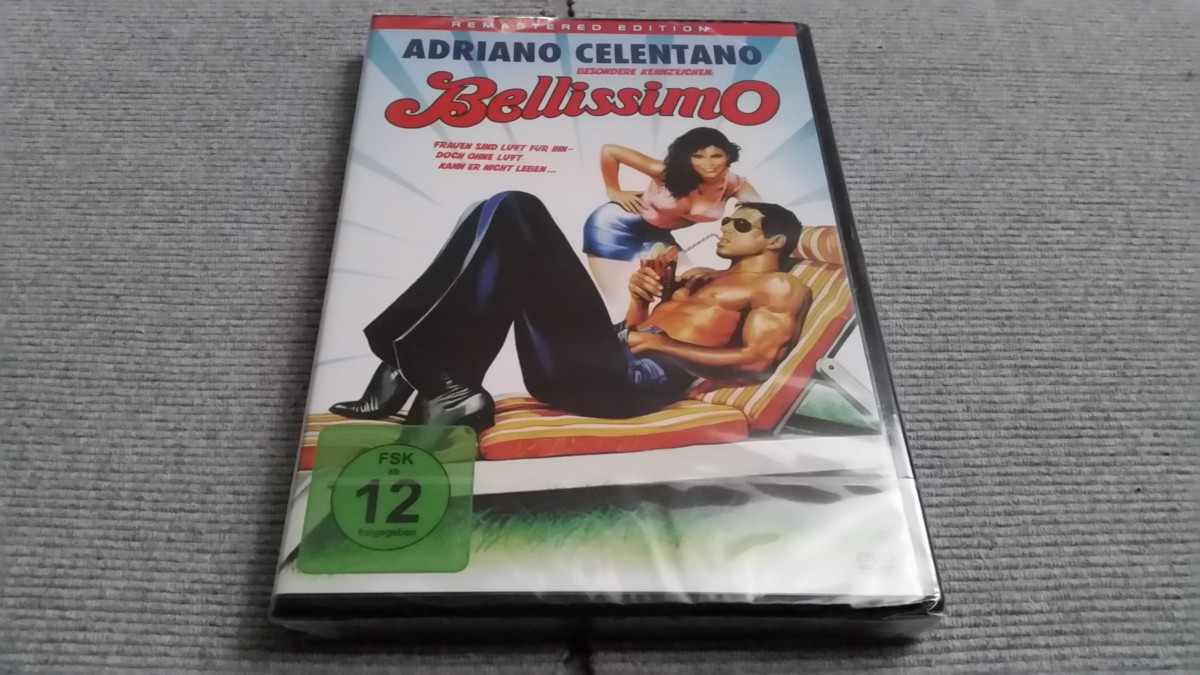 REMASTERED EDITION
ADRIANO CELENTANO
BESONDERE KENNZEICHEN:
Bellissimo
FRAUEN SIND LUFT FÜR IHN-
DOCH OHNE LUFT
KANN ER NICHT LEBEN...
FSK
ab
12
freigegeben
DVD